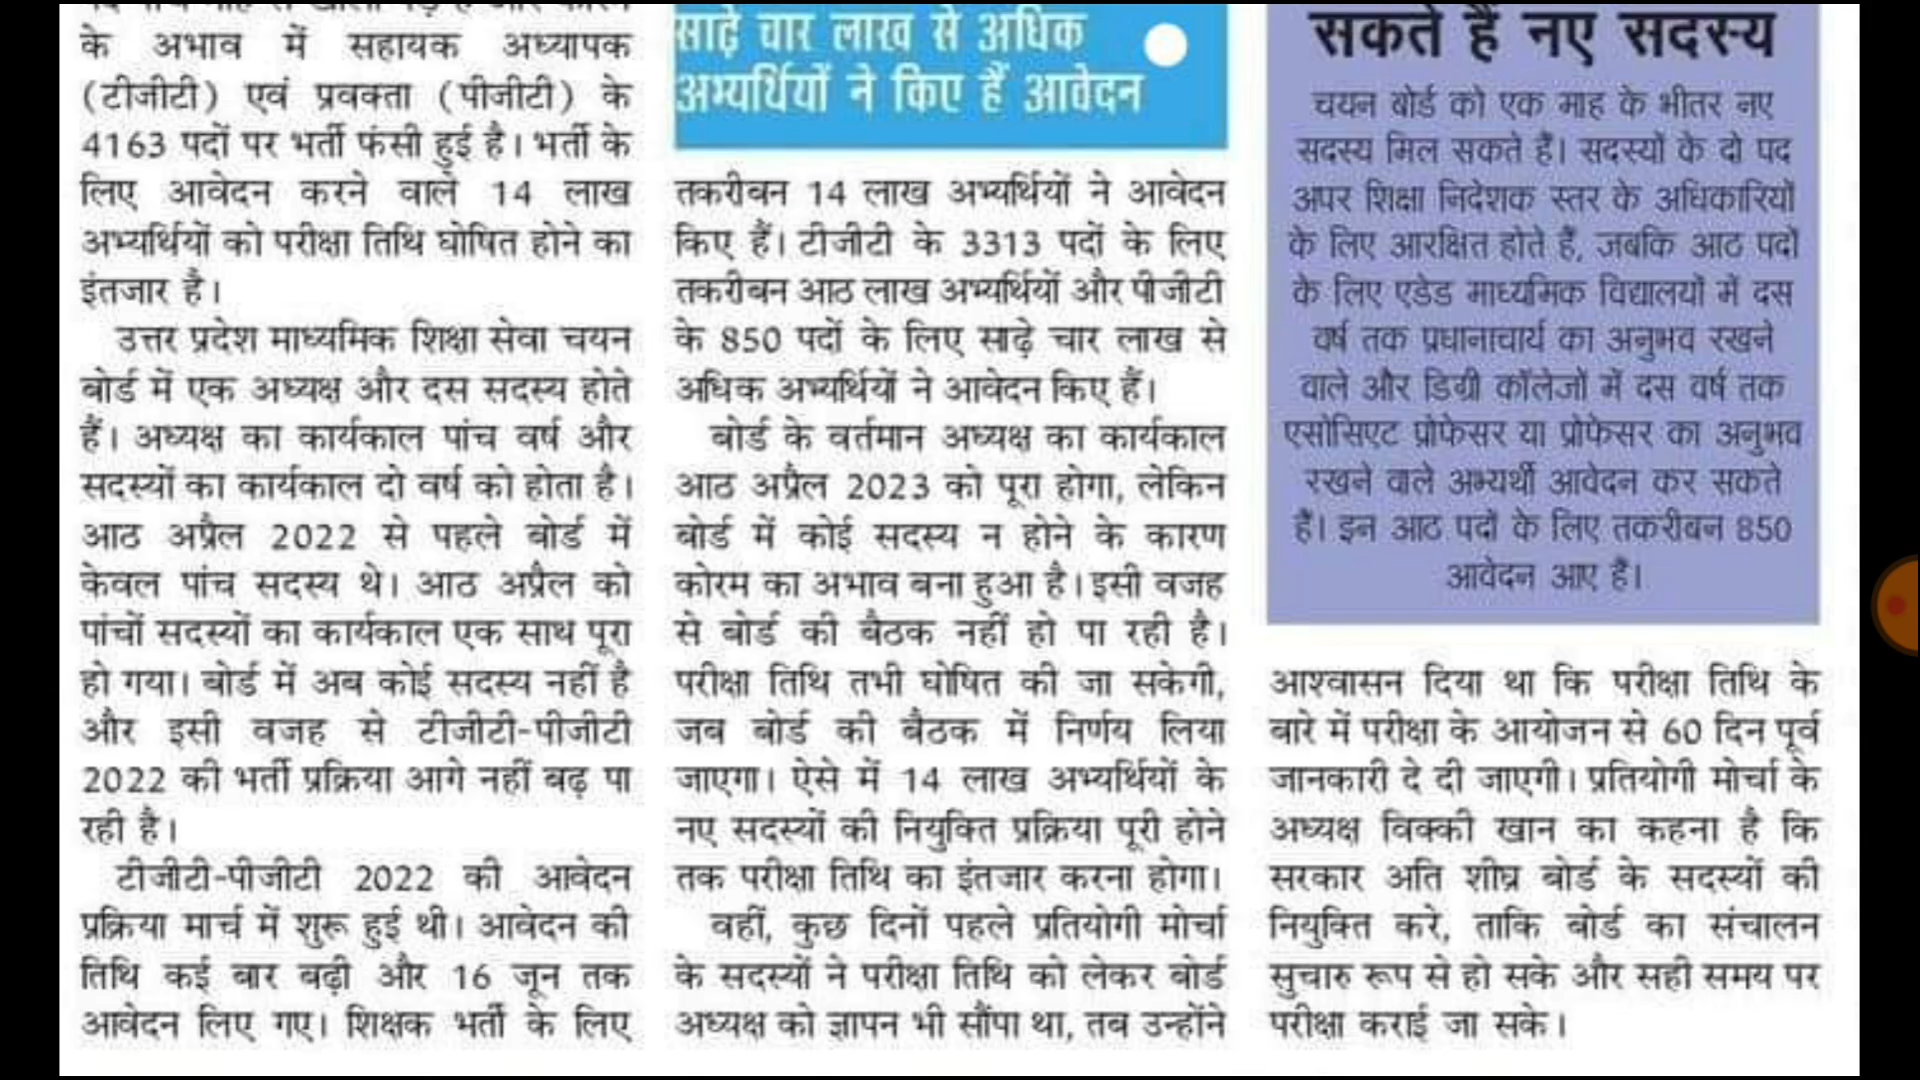 के अभाव में सहायक अध्यापक
(टीजीटी) एवं प्रवक्ता (पीजीटी) के
4163 पदों पर भर्ती फंसी हुई है। भर्ती के
लिए आवेदन करने वाले 14 लाख
अभ्यर्थियों को परीक्षा तिथि घोषित होने का
इंतजार है।
उत्तर प्रदेश माध्यमिक शिक्षा सेवा चयन
बोर्ड में एक अध्यक्ष और दस सदस्य होते
हैं। अध्यक्ष का कार्यकाल पांच वर्ष और
सदस्यों का कार्यकाल दो वर्ष को होता है।
आठ अप्रैल 2022 से पहले बोर्ड में
केवल पांच सदस्य थे। आठ अप्रैल को
पांचों सदस्यों का कार्यकाल एक साथ पूरा
हो गया। बोर्ड में अब कोई सदस्य नहीं है
और इसी वजह से टीजीटी-पीजीटी
2022 की भर्ती प्रक्रिया आगे नहीं बढ़ पा
रही है।
टीजीटी-पीजीटी 2022 की आवेदन
प्रक्रिया मार्च में शुरू हुई थी। आवेदन की
तिथि कई बार बढ़ी और 16 जून तक
आवेदन लिए गए। शिक्षक भर्ती के लिए
साढ़े चार लाख से अधिक
अभ्यर्थियों ने किए हैं आवेदन
तकरीबन 14 लाख अभ्यर्थियों ने आवेदन
किए हैं। टीजीटी के 3313 पदों के लिए
तकरीबन आठ लाख अभ्यर्थियों और पीजीटी
के 850 पदों के लिए साढ़े चार लाख से
अधिक अभ्यर्थियों ने आवेदन किए हैं।
बोर्ड के वर्तमान अध्यक्ष का कार्यकाल
आठ अप्रैल 2023 को पूरा होगा, लेकिन
बोर्ड में कोई सदस्य न होने के कारण
कोरम का अभाव बना हुआ है। इसी वजह
से बोर्ड की बैठक नहीं हो पा रही है।
परीक्षा तिथि तभी घोषित की जा सकेगी,
जब बोर्ड की बैठक में निर्णय लिया
जाएगा। ऐसे में 14 लाख अभ्यर्थियों के
नए सदस्यों की नियुक्ति प्रक्रिया पूरी होने
तक परीक्षा तिथि का इंतजार करना होगा।
वहीं, कुछ दिनों पहले प्रतियोगी मोर्चा
के सदस्यों ने परीक्षा तिथि को लेकर बोर्ड
अध्यक्ष को ज्ञापन भी सौंपा था, तब उन्होंने
सकते हैं नए सदस्य
चयन बोर्ड को एक माह के भीतर नए
सदस्य मिल सकते हैं। सदस्यों के दो पद
अपर शिक्षा निदेशक स्तर के अधिकारियों
के लिए आरक्षित होते हैं, जबकि आठ पदों
के लिए एडेड माध्यमिक विद्यालयों में दस
वर्ष तक प्रधानाचार्य का अनुभव रखने
वाले और डिग्री कॉलेजों में दस वर्ष तक
एसोसिएट प्रोफेसर या प्रोफेसर का अनुभव
रखने वाले अभ्यर्थी आवेदन कर सकते
हैं। इन आठ पदों के लिए तकरीबन 850
आवेदन आए हैं।
आश्वासन दिया था कि परीक्षा तिथि के
बारे में परीक्षा के आयोजन से 60 दिन पूर्व
जानकारी दे दी जाएगी। प्रतियोगी मोर्चा के
अध्यक्ष विक्की खान का कहना है कि
सरकार अति शीघ्र बोर्ड के सदस्यों की
नियुक्ति करे, ताकि बोर्ड का संचालन
सुचारु रूप से हो सके और सही समय पर
परीक्षा कराई जा सके।